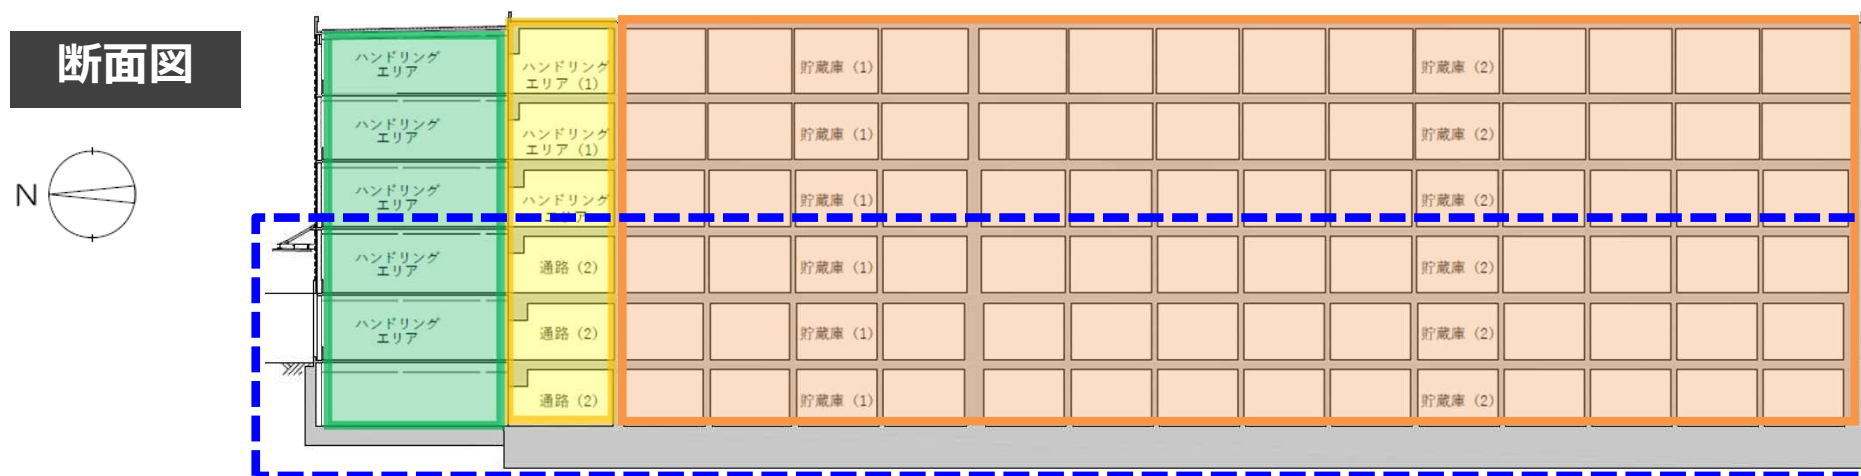 断面図
N
ハンドリング
エリア
ハンドリング
エリア (1)
貯蔵庫 (1)
貯蔵庫 (2)
ハンドリング
エリア
ハンドリング
エリア (1)
貯蔵庫 (1)
貯蔵庫 (2)
ハンドリング
エリア
ハンドリング
エリア
貯蔵庫 (1)
貯蔵庫 (2)
ハンドリング
エリア
通路 (2)
貯蔵庫 (1)
貯蔵庫 (2)
ハンドリング
エリア
通路 (2)
貯蔵庫 (1)
貯蔵庫 (2)
通路 (2)
貯蔵庫 (1)
貯蔵庫 (2)